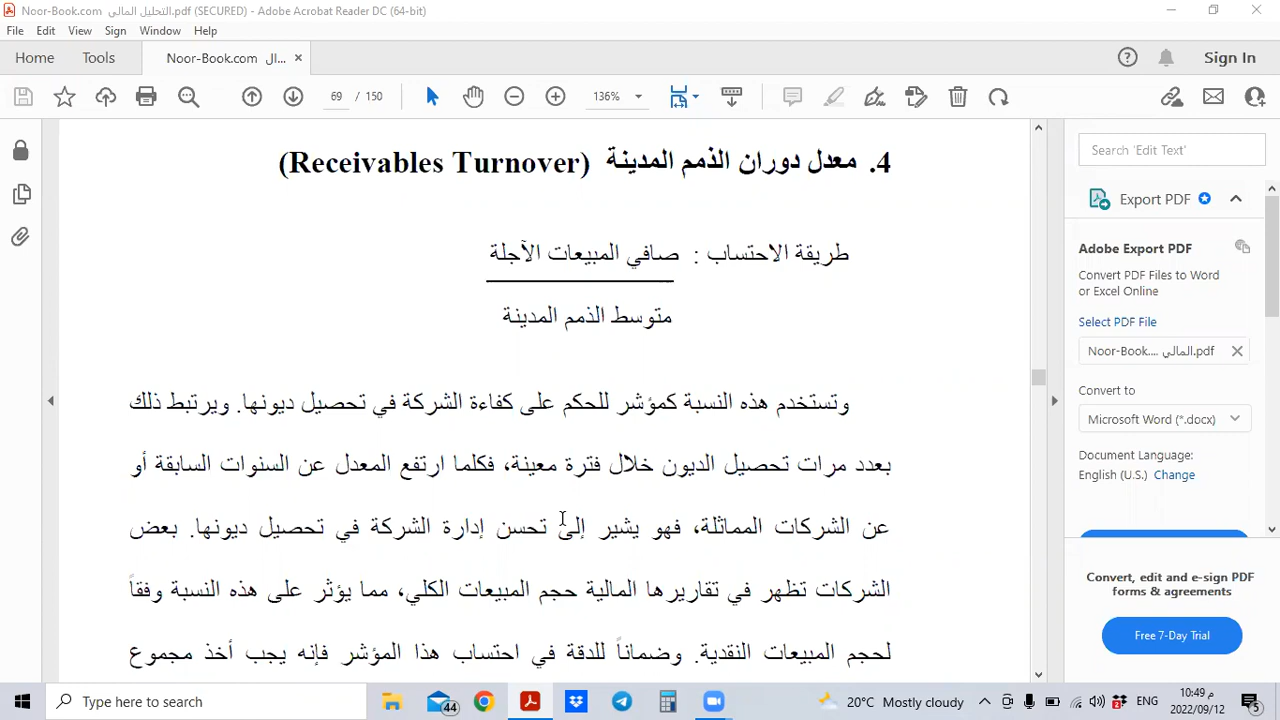 Noor-Book.com التحليل المالي.pdf (SECURED) - Adobe Acrobat Reader DC (64-bit)
File Edit View Sign Window Help
Home Tools Noor-Book.com ال... × Sign In
69 / 150 136%
4. معدل دوران الذمم المدينة (Receivables Turnover)
طريقة الاحتساب : صافي المبيعات الآجلة
متوسط الذمم المدينة
وتستخدم هذه النسبة كمؤشر للحكم على كفاءة الشركة في تحصيل ديونها. ويرتبط ذلك
بعدد مرات تحصيل الديون خلال فترة معينة، فكلما ارتفع المعدل عن السنوات السابقة أو
عن الشركات المماثلة، فهو يشير إلى تحسن إدارة الشركة في تحصيل ديونها. بعض
الشركات تظهر في تقاريرها المالية حجم المبيعات الكلي، مما يؤثر على هذه النسبة وفقاً
لحجم المبيعات النقدية. وضماناً للدقة في احتساب هذا المؤشر فإنه يجب أخذ مجموع
Search 'Edit Text'
Export PDF
Adobe Export PDF
Convert PDF Files to Word
or Excel Online
Select PDF File
Noor-Book.... المالي.pdf
Convert to
Microsoft Word (*.docx)
Document Language:
English (U.S.) Change
Convert, edit and e-sign PDF
forms & agreements
Free 7-Day Trial
Type here to search
44
20°C Mostly cloudy
ENG
10:49 م
2022/09/12
5